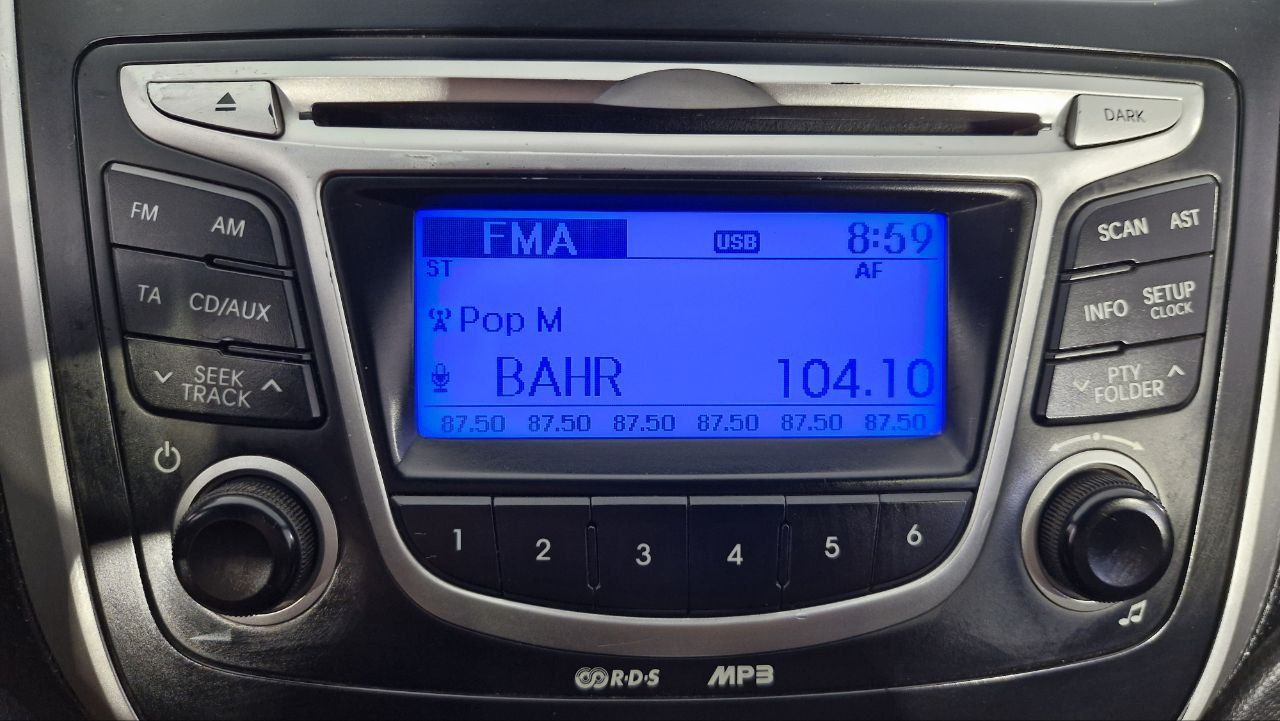 DARK
FM AM
SCAN AST
FMA USB 8:59
ST AF
TA CD/AUX
INFO SETUP
CLOCK
Pop M
SEEK
TRACK
BAHR 104.10
PTY
FOLDER
87.50 87.50 87.50 87.50 87.50 87.50
1 2 3 4 5 6
R·D·S MP3